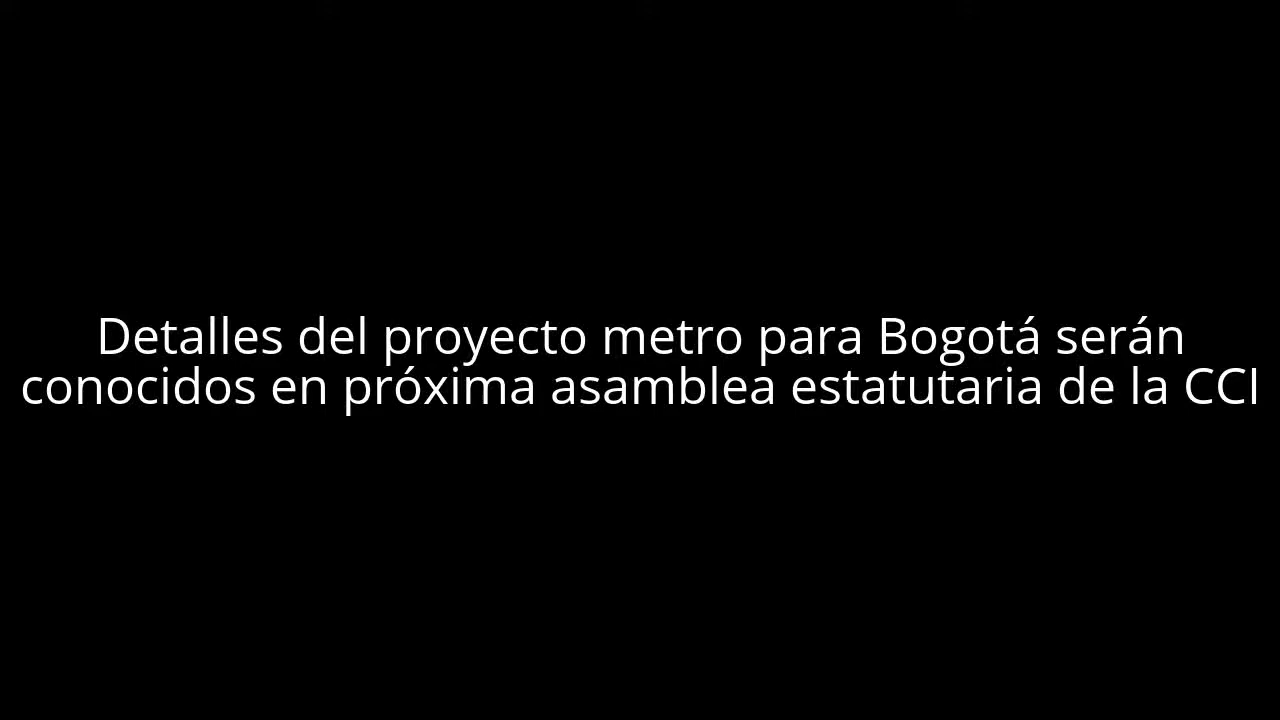 Detalles del proyecto metro para Bogotá serán
conocidos en próxima asamblea estatutaria de la CCI